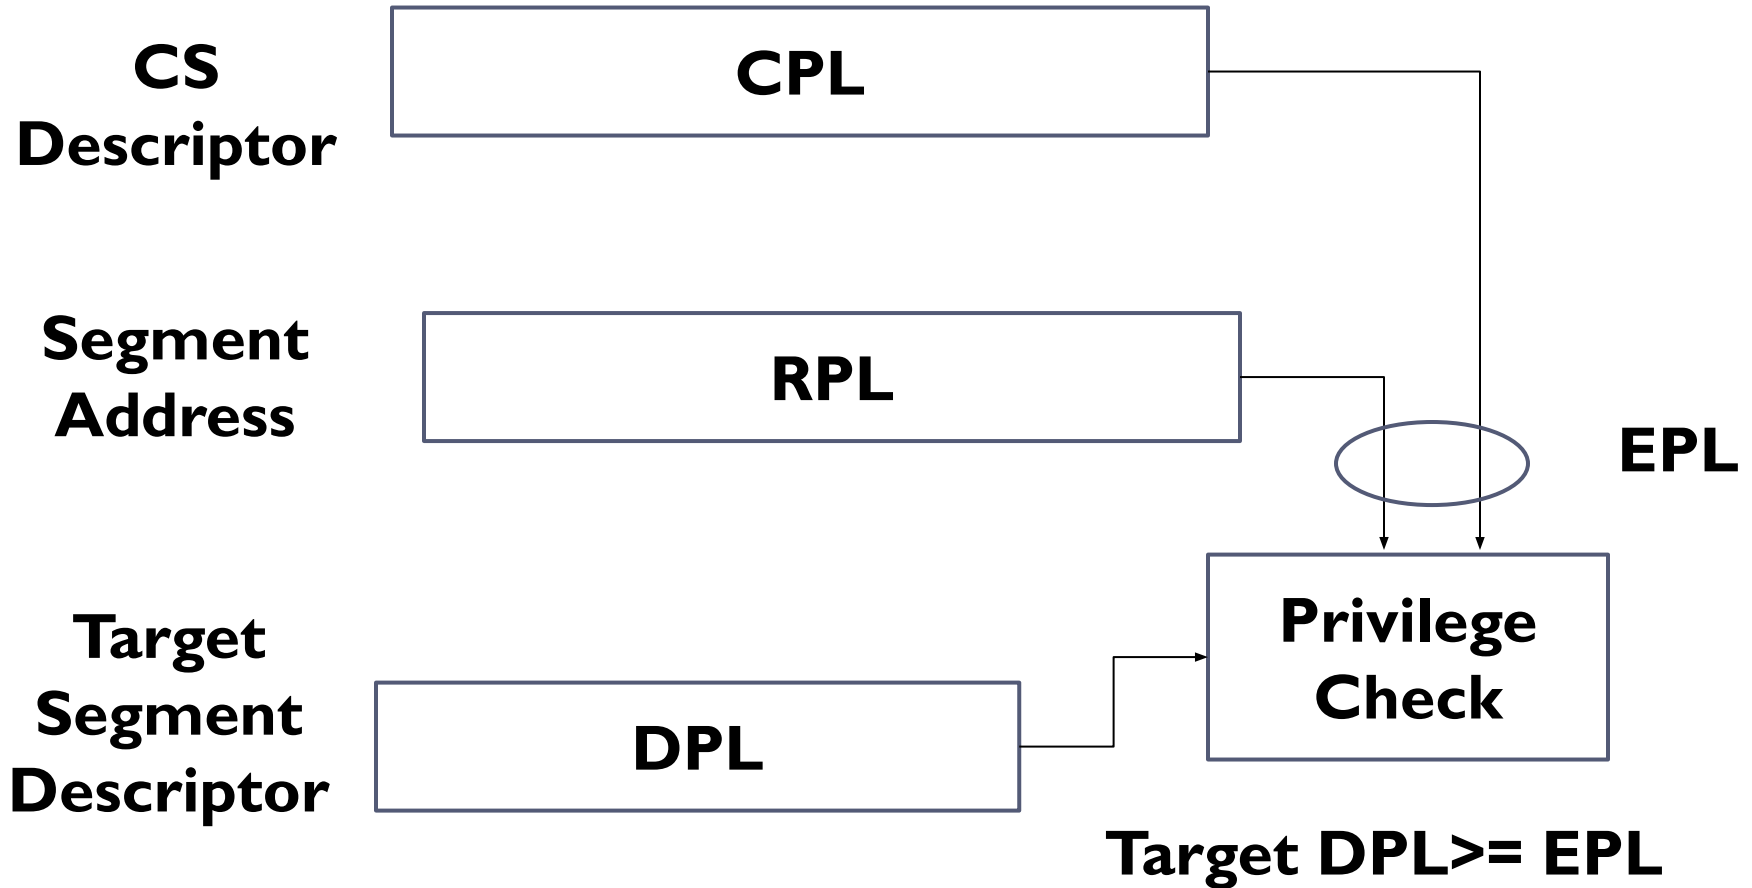 CS
Descriptor
CPL
Segment
Address
RPL
EPL
Target
Segment
Descriptor
DPL
Privilege
Check
Target DPL>= EPL